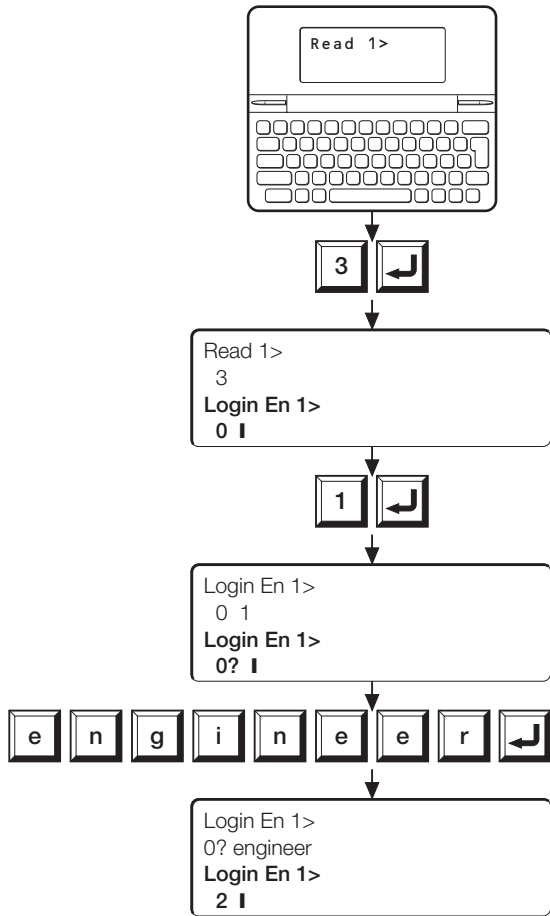 Read 1>
3
Read 1>
3
Login En 1>
0
1
Login En 1>
0 1
Login En 1>
0?
e n g i n e e r
Login En 1>
0? engineer
Login En 1>
2